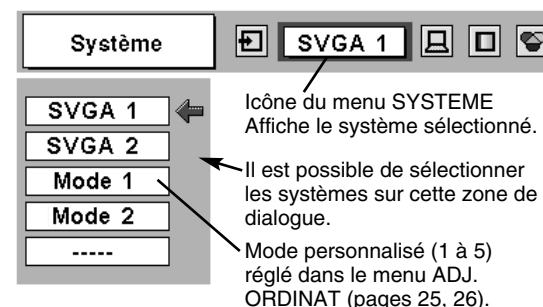 Système
SVGA 1
SVGA 1
SVGA 2
Mode 1
Mode 2
-----
Icône du menu SYSTEME
Affiche le système sélectionné.
Il est possible de sélectionner
les systèmes sur cette zone de
dialogue.
Mode personnalisé (1 à 5)
réglé dans le menu ADJ.
ORDINAT (pages 25, 26).